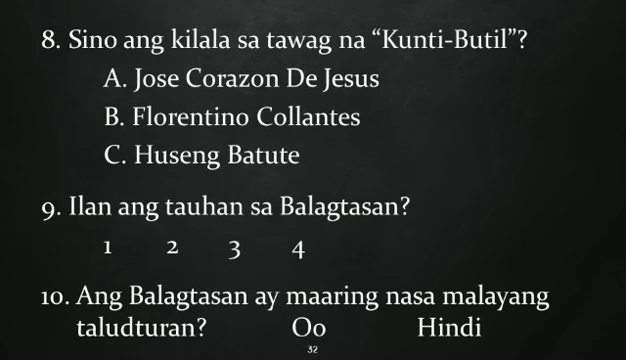 8. Sino ang kilala sa tawag na “Kunti-Butil”?
A. Jose Corazon De Jesus
B. Florentino Collantes
C. Huseng Batute
9. Ilan ang tauhan sa Balagtasan?
1 2 3 4
10. Ang Balagtasan ay maaring nasa malayang
taludturan? Oo Hindi
32